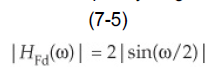 (7-5)
|H_Fd(ω)| = 2|sin(ω/2)|